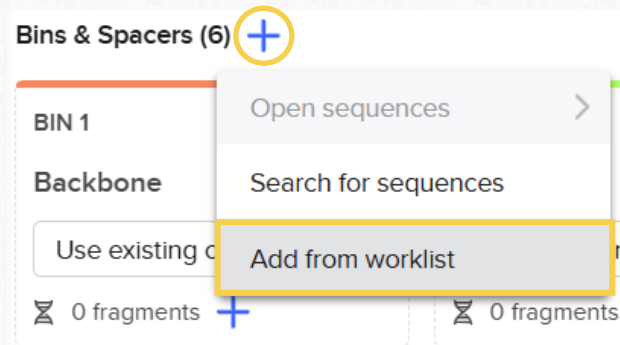 Bins & Spacers (6)
Open sequences
BIN 1
Backbone
Search for sequences
Use existing
Add from worklist
0 fragments
0 fragments